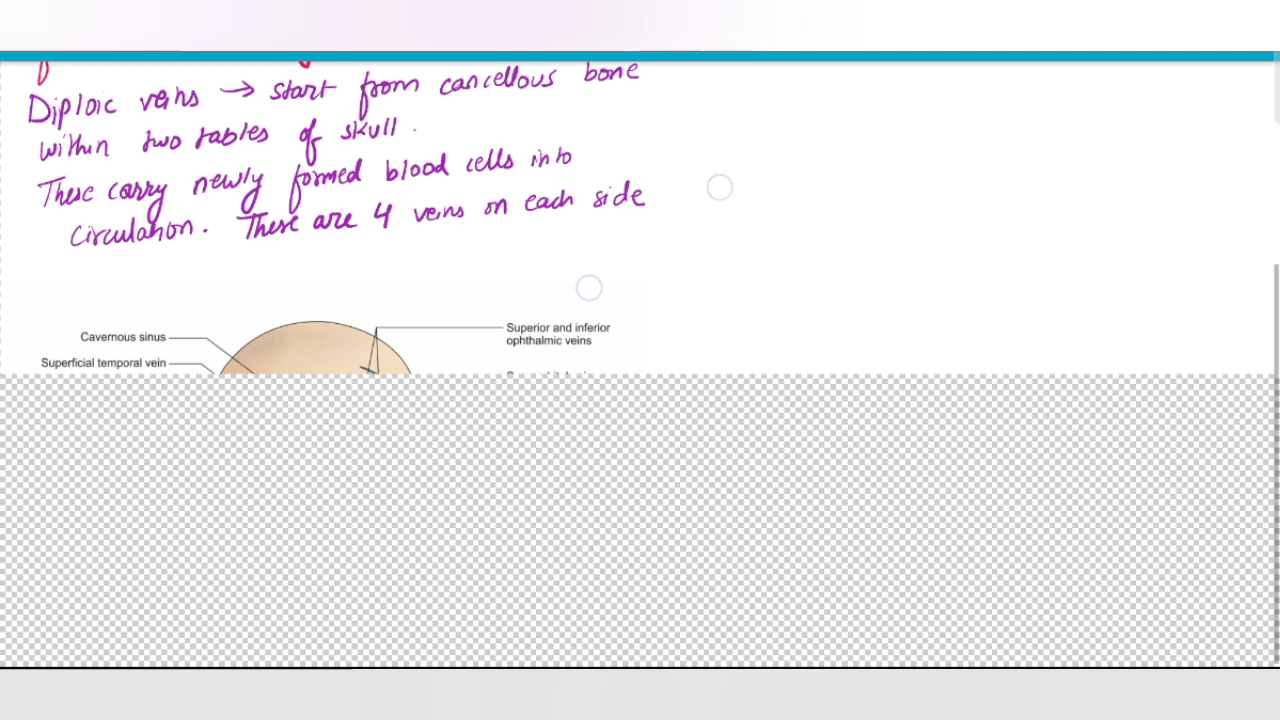 Diploic veins → start from cancellous bone
within two tables of skull.
These carry newly formed blood cells into
circulation. There are 4 veins on each side
Cavernous sinus
Superior and inferior
ophthalmic veins
Superficial temporal vein